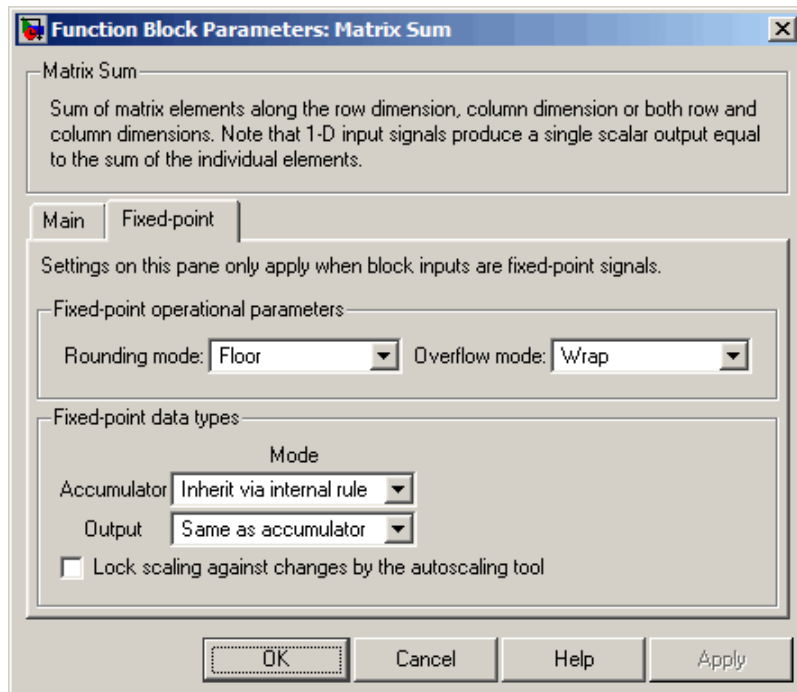 Function Block Parameters: Matrix Sum
Matrix Sum
Sum of matrix elements along the row dimension, column dimension or both row and
column dimensions. Note that 1-D input signals produce a single scalar output equal
to the sum of the individual elements.
Main Fixed-point
Settings on this pane only apply when block inputs are fixed-point signals.
Fixed-point operational parameters
Rounding mode: Floor Overflow mode: Wrap
Fixed-point data types
Mode
Accumulator Inherit via internal rule
Output Same as accumulator
Lock scaling against changes by the autoscaling tool
OK Cancel Help Apply